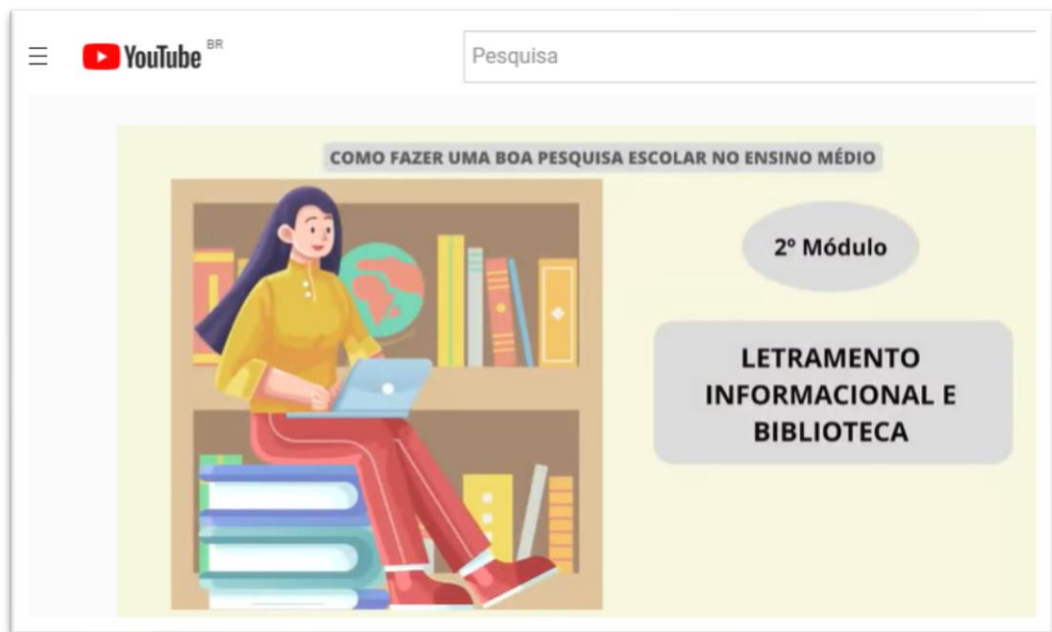 YouTube BR
Pesquisa
COMO FAZER UMA BOA PESQUISA ESCOLAR NO ENSINO MÉDIO
2º Módulo
LETRAMENTO
INFORMACIONAL E
BIBLIOTECA